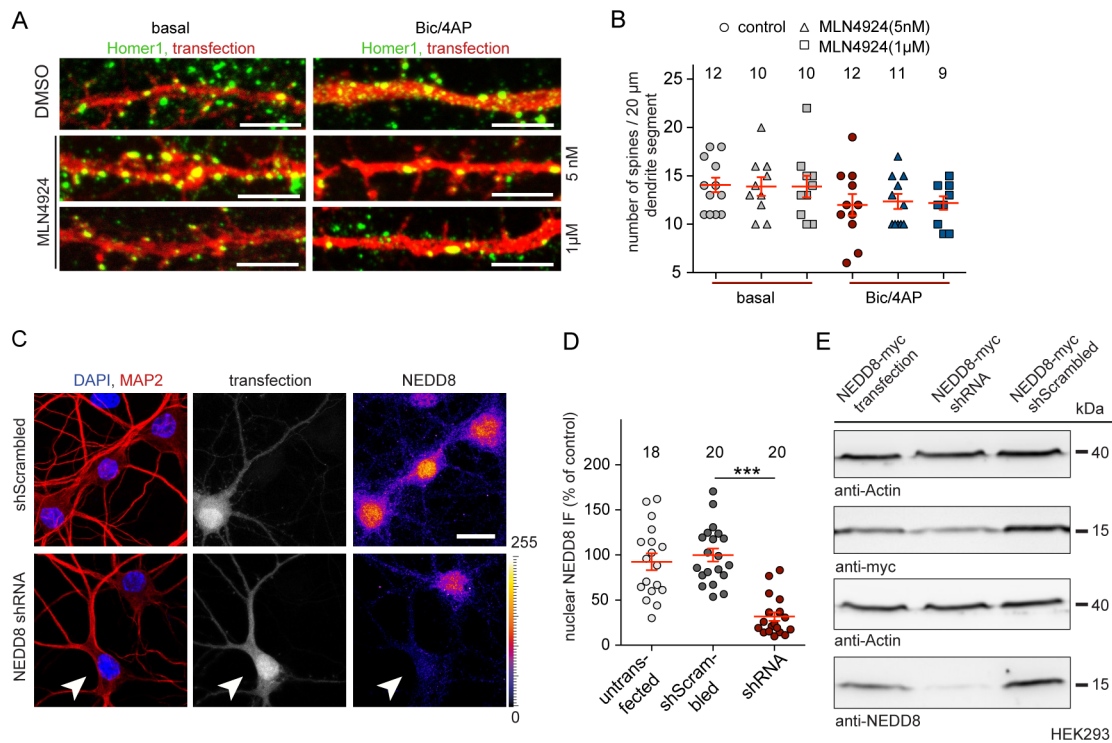 A
basal
Bic/4AP
Homer1, transfection
Homer1, transfection
DMSO
MLN4924
5 nM
1µM
B
control
MLN4924(5nM)
MLN4924(1µM)
12 10 10 12 11 9
25
20
15
10
5
number of spines / 20 µm
dendrite segment
basal
Bic/4AP
C
DAPI, MAP2
transfection
NEDD8
shScrambled
NEDD8 shRNA
255
0
D
18 20 20
***
200
150
100
50
0
nuclear NEDD8 IF (% of control)
untrans-
fected
shScram-
bled
shRNA
E
NEDD8-myc
transfection
NEDD8-myc
shRNA
NEDD8-myc
shScrambled
kDa
40
anti-Actin
15
anti-myc
40
anti-Actin
15
anti-NEDD8
HEK293